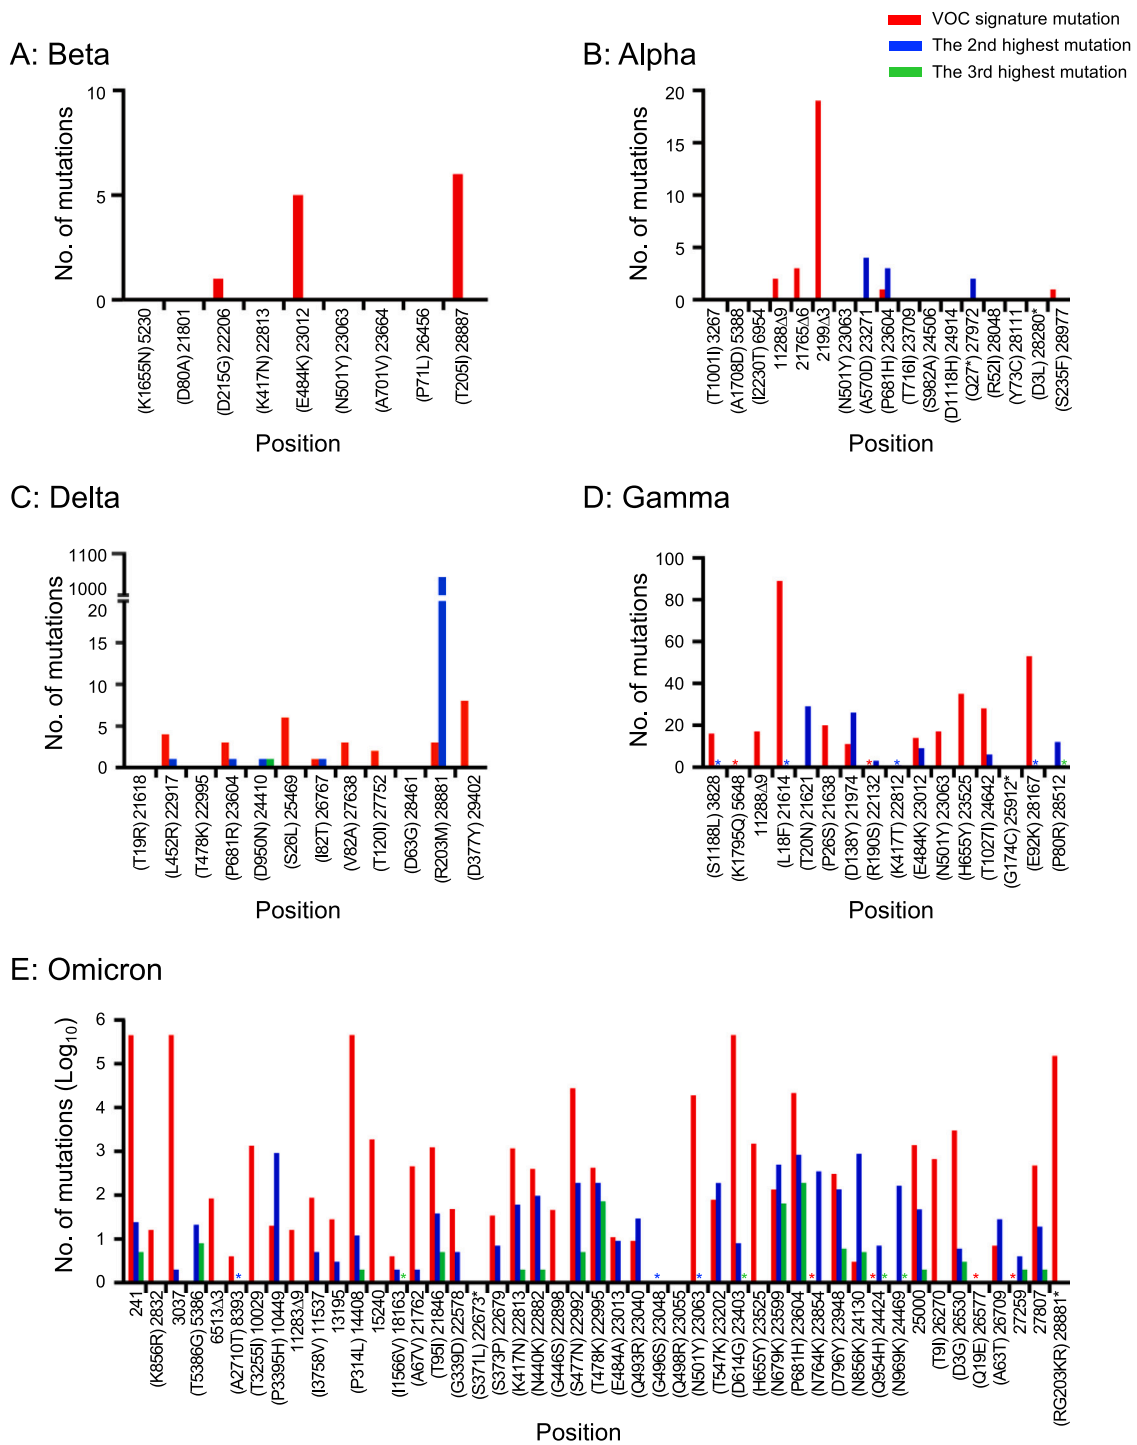 VOC signature mutation
The 2nd highest mutation
The 3rd highest mutation
A: Beta
No. of mutations
10
5
0
(K1655N) 5230
(D80A) 21801
(D215G) 22206
(K417N) 22813
(E484K) 23012
(N501Y) 23063
(A701V) 23664
(P71L) 26456
(T205I) 28887
Position
B: Alpha
No. of mutations
20
15
10
5
0
(T1001I) 3267
(A1708D) 5388
(I2230T) 6954
11288Δ9
21765Δ6
2199Δ3
(N501Y) 23063
(A570D) 23271
(P681H) 23604
(T716I) 23709
(S982A) 24506
(D1118H) 24914
(Q27*) 27972
(R52I) 28048
(Y73C) 28111
(D3L) 28280*
(S235F) 28977
Position
C: Delta
No. of mutations
1100
1000
20
15
10
5
0
(T19R) 21618
(L452R) 22917
(T478K) 22995
(P681R) 23604
(D950N) 24410
(S26L) 25469
(I82T) 26767
(V82A) 27638
(T120I) 27752
(D63G) 28461
(R203M) 28881
(D377Y) 29402
Position
D: Gamma
No. of mutations
100
80
60
40
20
0
* * * * * * *
(S1188L) 3828
(K1795Q) 5648
11288Δ9
(L18F) 21614
(T20N) 21621
(P26S) 21638
(D138Y) 21974
(R190S) 22132
(K417T) 22812
(E484K) 23012
(N501Y) 23063
(H655Y) 23525
(T1027I) 24642
(G174C) 25912*
(E92K) 28167
(P80R) 28512
Position
E: Omicron
No. of mutations (Log10)
6
5
4
3
2
1
0
* * * * * * * * * * *
241
(K856R) 2832
3037
(T5386G) 5386
6513Δ3
(A2710T) 8393
(T3255I) 10029
(P3395H) 10449
11283Δ9
(I3758V) 11537
13195
(P314L) 14408
15240
(I1566V) 18163
(A67V) 21762
(T95I) 21846
(G339D) 22578
(S371L) 22673*
(S373P) 22679
(K417N) 22813
(N440K) 22882
(G446S) 22898
(S477N) 22992
(T478K) 22995
(E484A) 23013
(Q493R) 23040
(G496S) 23048
(Q498R) 23055
(N501Y) 23063
(T547K) 23202
(D614G) 23403
(H655Y) 23525
(N679K) 23599
(P681H) 23604
(N764K) 23854
(D796Y) 23948
(N856K) 24130
(Q954H) 24424
(N969K) 24469
25000
(T9I) 26270
(D3G) 26530
(Q19E) 26577
(A63T) 26709
27259
27807
(RG203KR) 28881*
Position